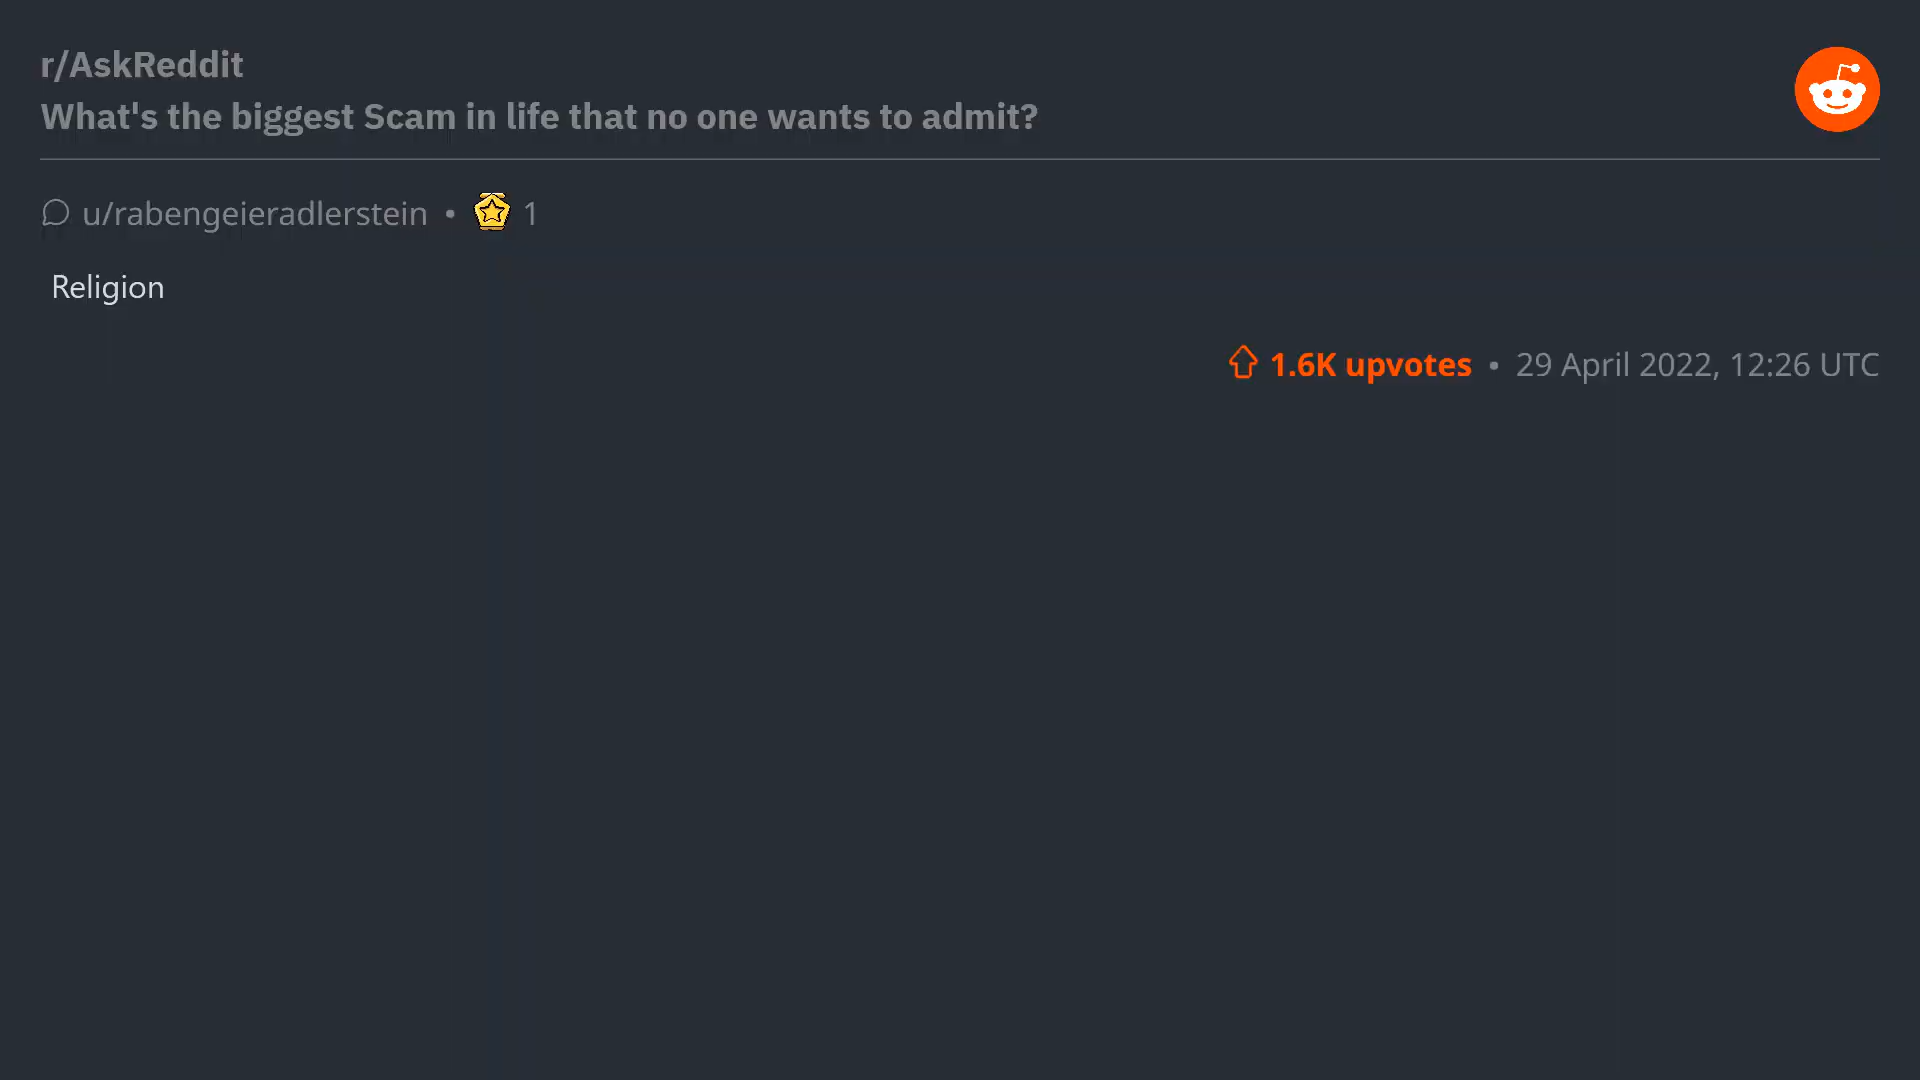 r/AskReddit
What's the biggest Scam in life that no one wants to admit?
u/rabengeieradlerstein • 1
Religion
1.6K upvotes • 29 April 2022, 12:26 UTC